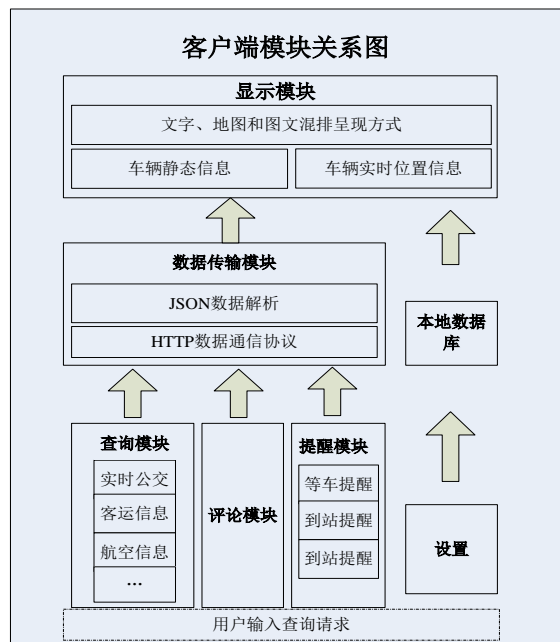 客户端模块关系图
显示模块
文字、地图和图文混排呈现方式
车辆静态信息
车辆实时位置信息
数据传输模块
JSON数据解析
HTTP数据通信协议
本地数据
库
查询模块
实时公交
客运信息
航空信息
…
评论模块
提醒模块
等车提醒
到站提醒
到站提醒
设置
用户输入查询请求